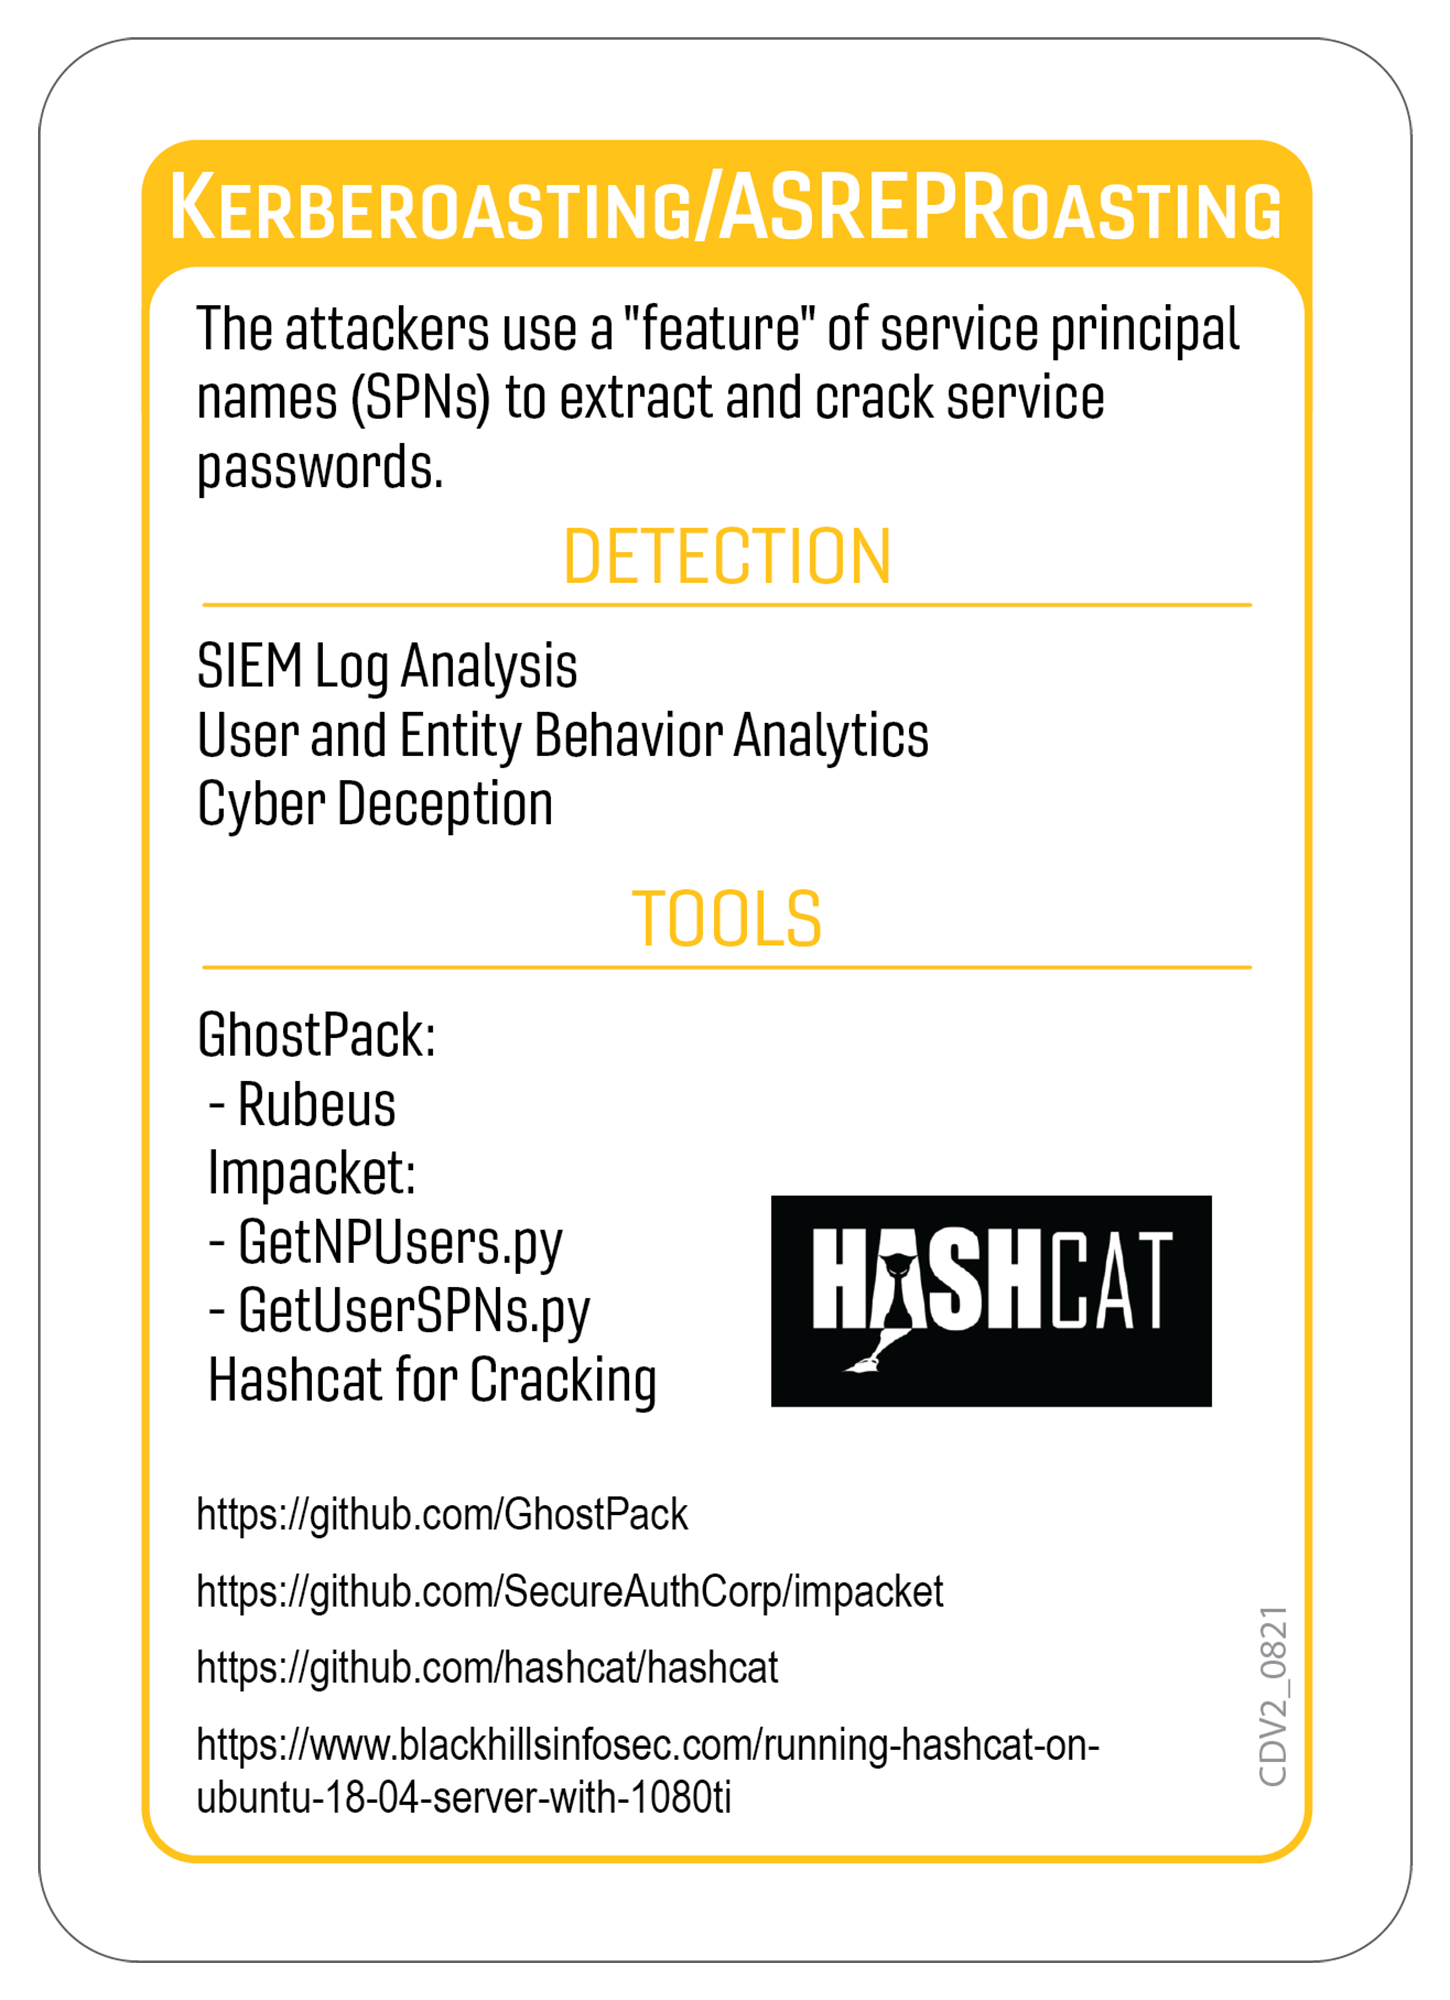 KERBEROASTING/ASREPROASTING
The attackers use a "feature" of service principal
names (SPNs) to extract and crack service
passwords.
DETECTION
SIEM Log Analysis
User and Entity Behavior Analytics
Cyber Deception
TOOLS
GhostPack:
- Rubeus
Impacket:
- GetNPUsers.py
- GetUserSPNs.py
Hashcat for Cracking
HASHCAT
https://github.com/GhostPack
https://github.com/SecureAuthCorp/impacket
https://github.com/hashcat/hashcat
https://www.blackhillsinfosec.com/running-hashcat-on-
ubuntu-18-04-server-with-1080ti
CDV2_0821